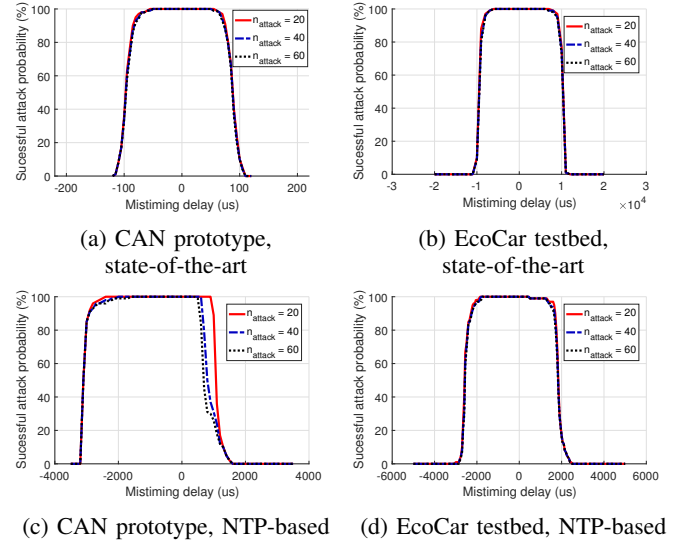 Sucessful attack probability (%)
100
80
60
40
20
0
n_attack = 20
n_attack = 40
n_attack = 60
-200 -100 0 100 200
Mistiming delay (us)
(a) CAN prototype,
state-of-the-art
Sucessful attack probability (%)
100
80
60
40
20
0
n_attack = 20
n_attack = 40
n_attack = 60
-3 -2 -1 0 1 2 3
Mistiming delay (us)
×10^4
(b) EcoCar testbed,
state-of-the-art
Sucessful attack probability (%)
100
80
60
40
20
0
n_attack = 20
n_attack = 40
n_attack = 60
-4000 -2000 0 2000 4000
Mistiming delay (us)
(c) CAN prototype, NTP-based
Sucessful attack probability (%)
100
80
60
40
20
0
n_attack = 20
n_attack = 40
n_attack = 60
-6000 -4000 -2000 0 2000 4000 6000
Mistiming delay (us)
(d) EcoCar testbed, NTP-based